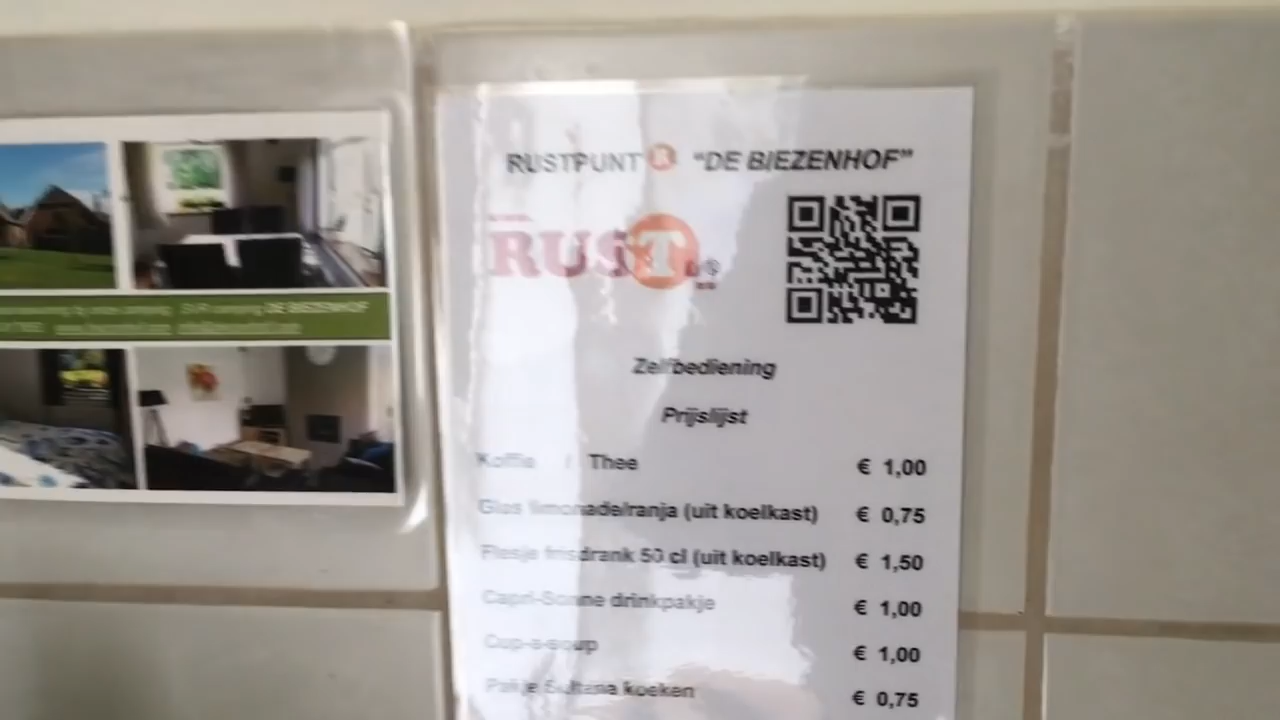 RUSTPUNT R "DE BIEZENHOF"
RUST
Zelfbediening
Prijslijst
Koffie / Thee € 1,00
Glas limonade/ranja (uit koelkast) € 0,75
Flesje frisdrank 50 cl (uit koelkast) € 1,50
Capri-Sonne drinkpakje € 1,00
Cup-a-soup € 1,00
Pakje Sultana koeken € 0,75
DE BIEZENHOF